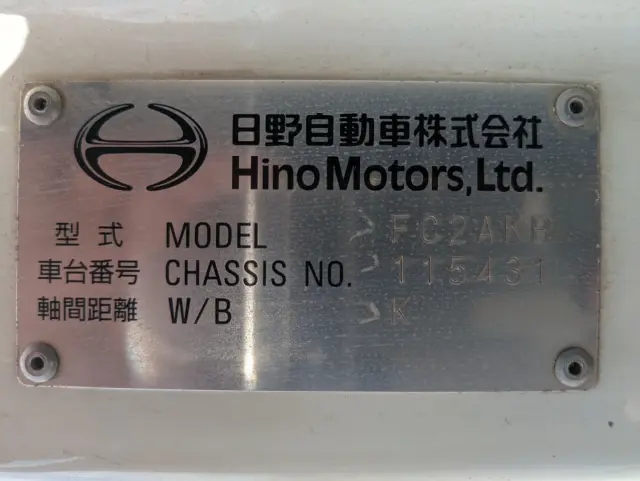 日野自動車株式会社
Hino Motors, Ltd.
型式 MODEL FC2AKB
車台番号 CHASSIS NO. 115431
軸間距離 W/B K